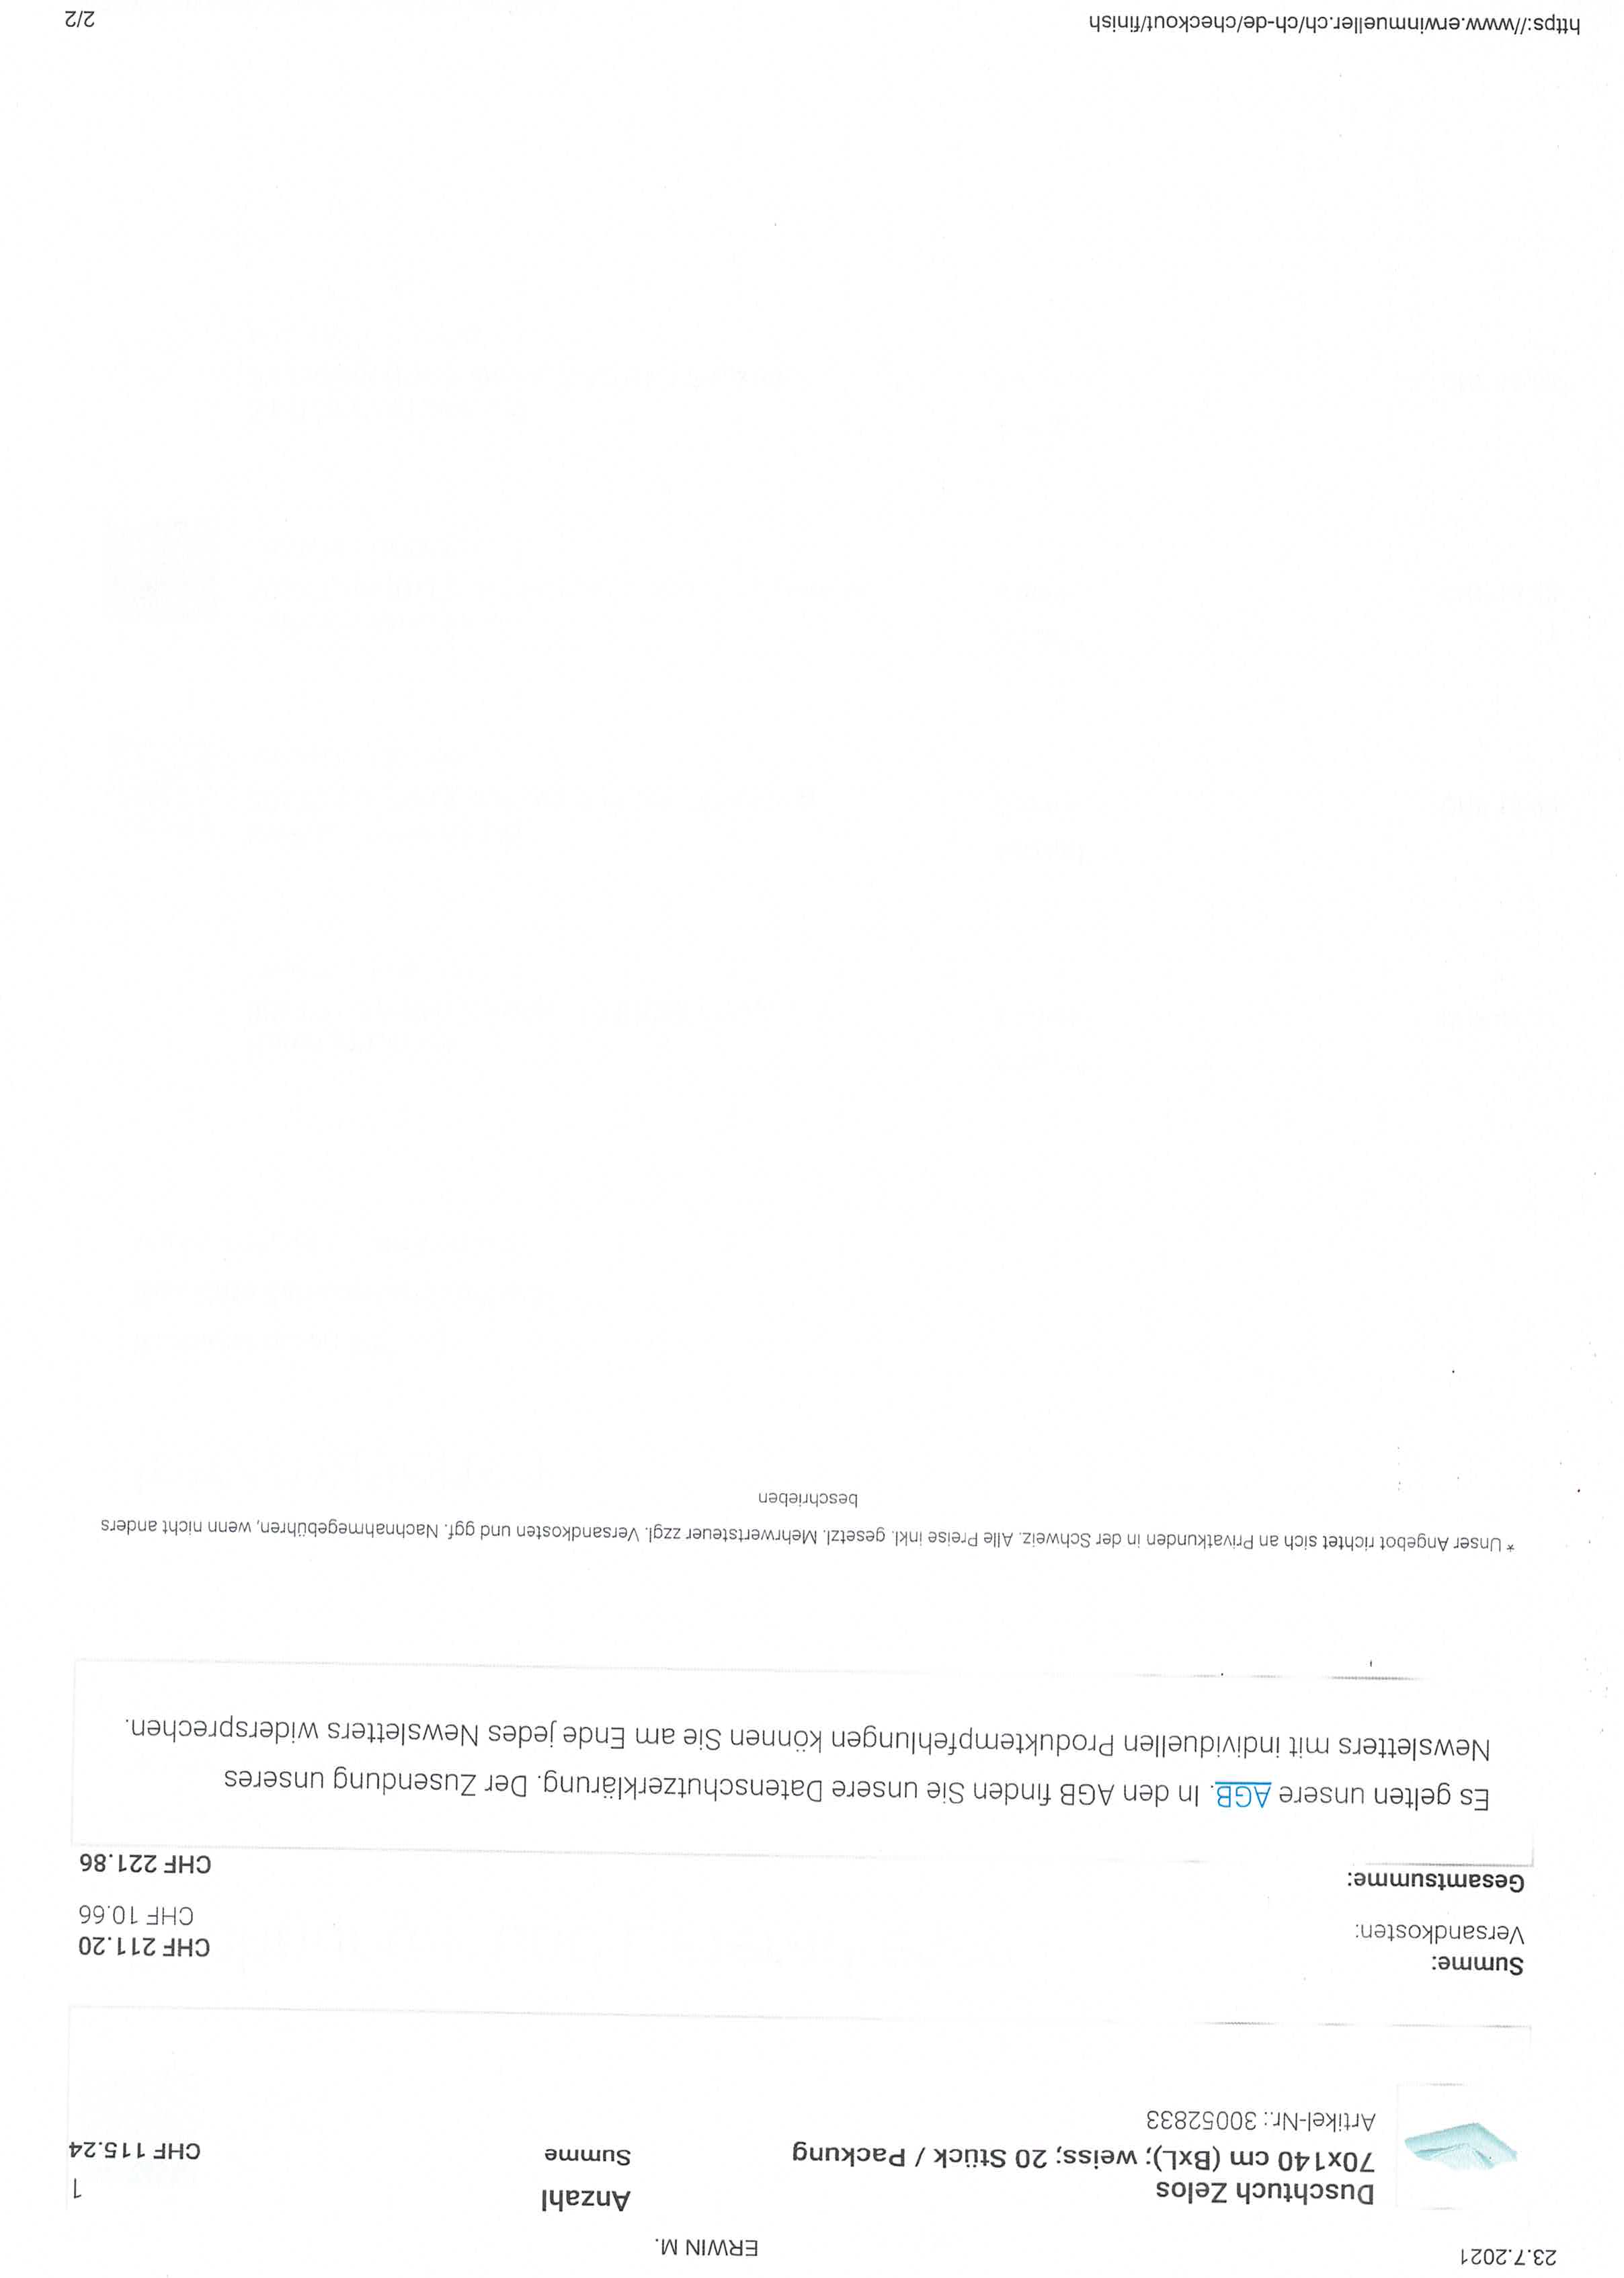 23.7.2021
ERWIN M.
Duschtuch Zelos
70x140 cm (BxL); weiss; 20 Stück / Packung
Artikel-Nr.: 30052833
Anzahl
1
Summe
CHF 115.24
Summe:
CHF 211.20
Versandkosten:
CHF 10.66
Gesamtsumme:
CHF 221.86
Es gelten unsere AGB. In den AGB finden Sie unsere Datenschutzerklärung. Der Zusendung unseres
Newsletters mit individuellen Produktempfehlungen können Sie am Ende jedes Newsletters widersprechen.
* Unser Angebot richtet sich an Privatkunden in der Schweiz. Alle Preise inkl. gesetzl. Mehrwertsteuer zzgl. Versandkosten und ggf. Nachnahmegebühren, wenn nicht anders
beschrieben
https://www.erwinmueller.ch/ch-de/checkout/finish
2/2